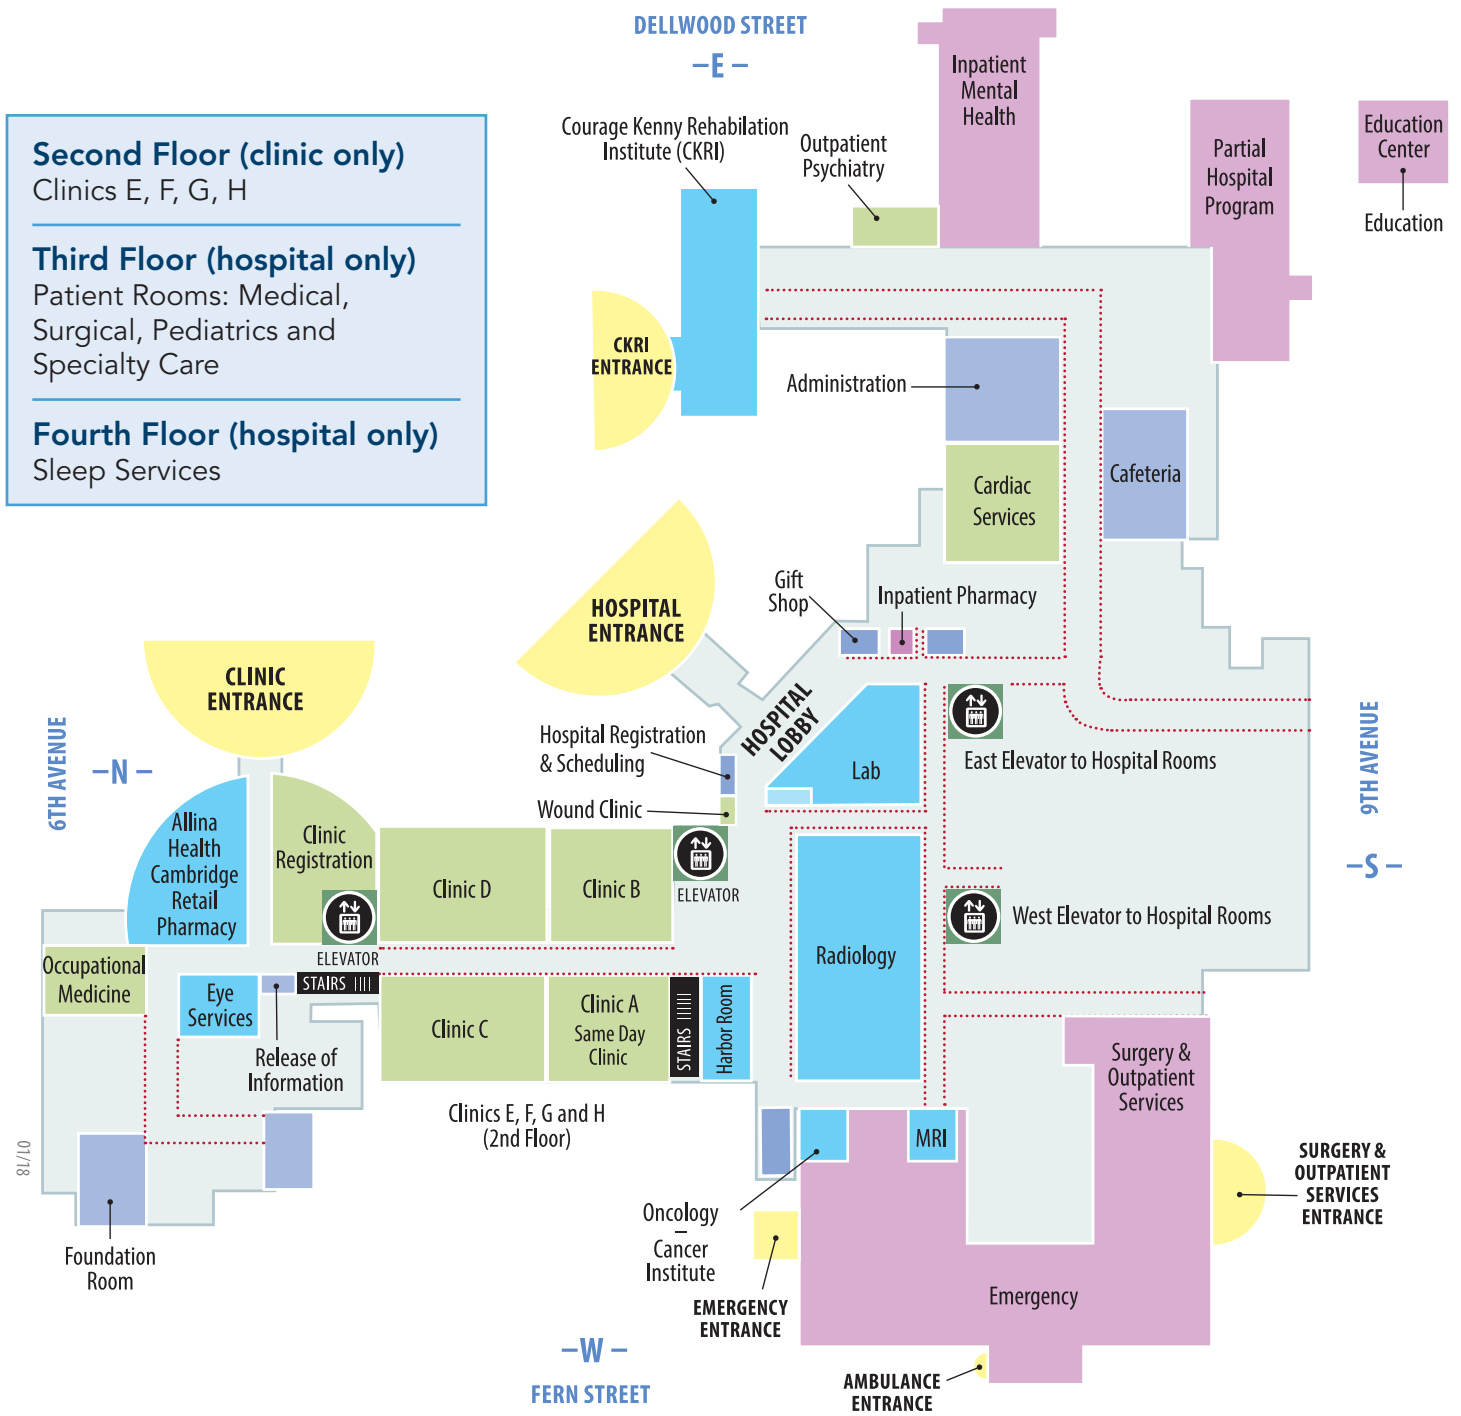 DELLWOOD STREET
– E –
Second Floor (clinic only)
Clinics E, F, G, H
Third Floor (hospital only)
Patient Rooms: Medical,
Surgical, Pediatrics and
Specialty Care
Fourth Floor (hospital only)
Sleep Services
Courage Kenny Rehabilation
Institute (CKRI)
Outpatient
Psychiatry
Inpatient
Mental
Health
Partial
Hospital
Program
Education
Center
Education
CKRI
ENTRANCE
Administration
Cafeteria
Cardiac
Services
Gift
Shop
Inpatient Pharmacy
HOSPITAL
ENTRANCE
CLINIC
ENTRANCE
HOSPITAL
LOBBY
6TH AVENUE
– N –
Hospital Registration
& Scheduling
Wound Clinic
Lab
East Elevator to Hospital Rooms
9TH AVENUE
– S –
Allina
Health
Cambridge
Retail
Pharmacy
Clinic
Registration
Clinic D
Clinic B
ELEVATOR
West Elevator to Hospital Rooms
Radiology
ELEVATOR
STAIRS
Occupational
Medicine
Eye
Services
Release of
Information
Clinic C
Clinic A
Same Day
Clinic
STAIRS
Harbor Room
Clinics E, F, G and H
(2nd Floor)
Surgery &
Outpatient
Services
MRI
01/18
Foundation
Room
Oncology
–
Cancer
Institute
SURGERY &
OUTPATIENT
SERVICES
ENTRANCE
EMERGENCY
ENTRANCE
Emergency
– W –
FERN STREET
AMBULANCE
ENTRANCE